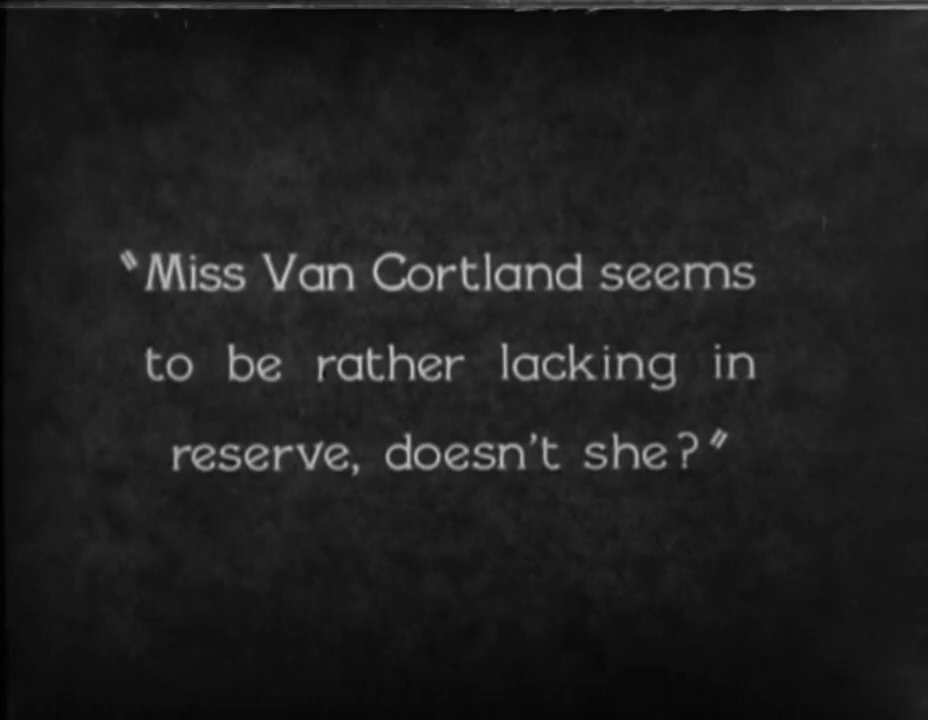 "Miss Van Cortland seems
to be rather lacking in
reserve, doesn't she?"